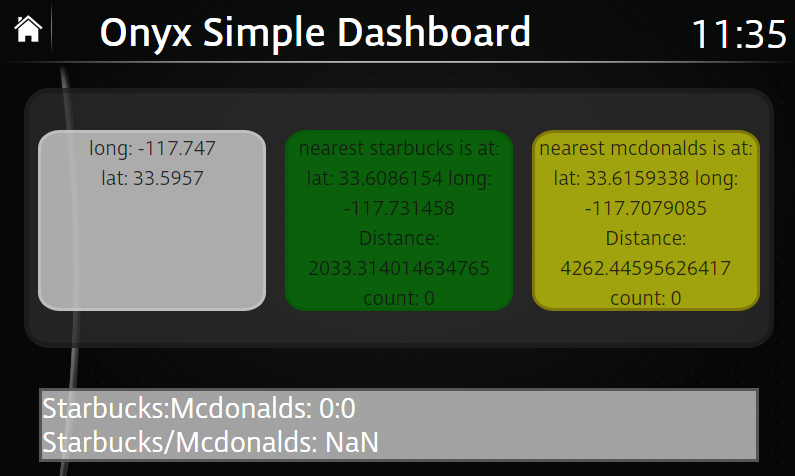 Onyx Simple Dashboard
11:35
long: -117.747
lat: 33.5957
nearest starbucks is at:
lat: 33.6086154 long:
-117.731458
Distance:
2033.314014634765
count: 0
nearest mcdonalds is at:
lat: 33.6159338 long:
-117.7079085
Distance:
4262.44595626417
count: 0
Starbucks:Mcdonalds: 0:0
Starbucks/Mcdonalds: NaN